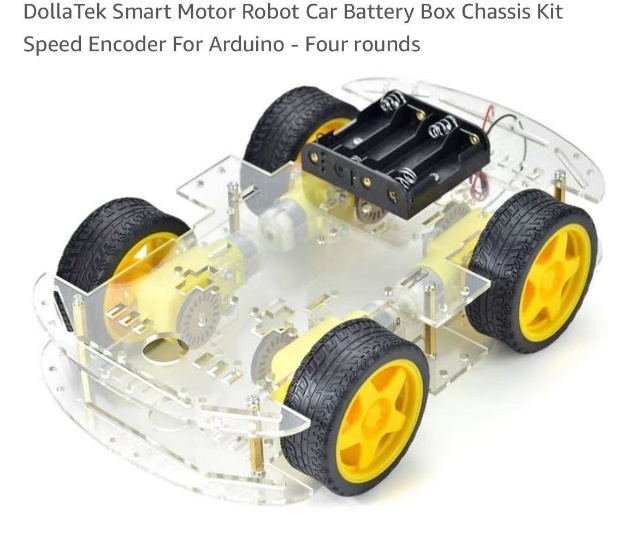 DollaTek Smart Motor Robot Car Battery Box Chassis Kit
Speed Encoder For Arduino - Four rounds